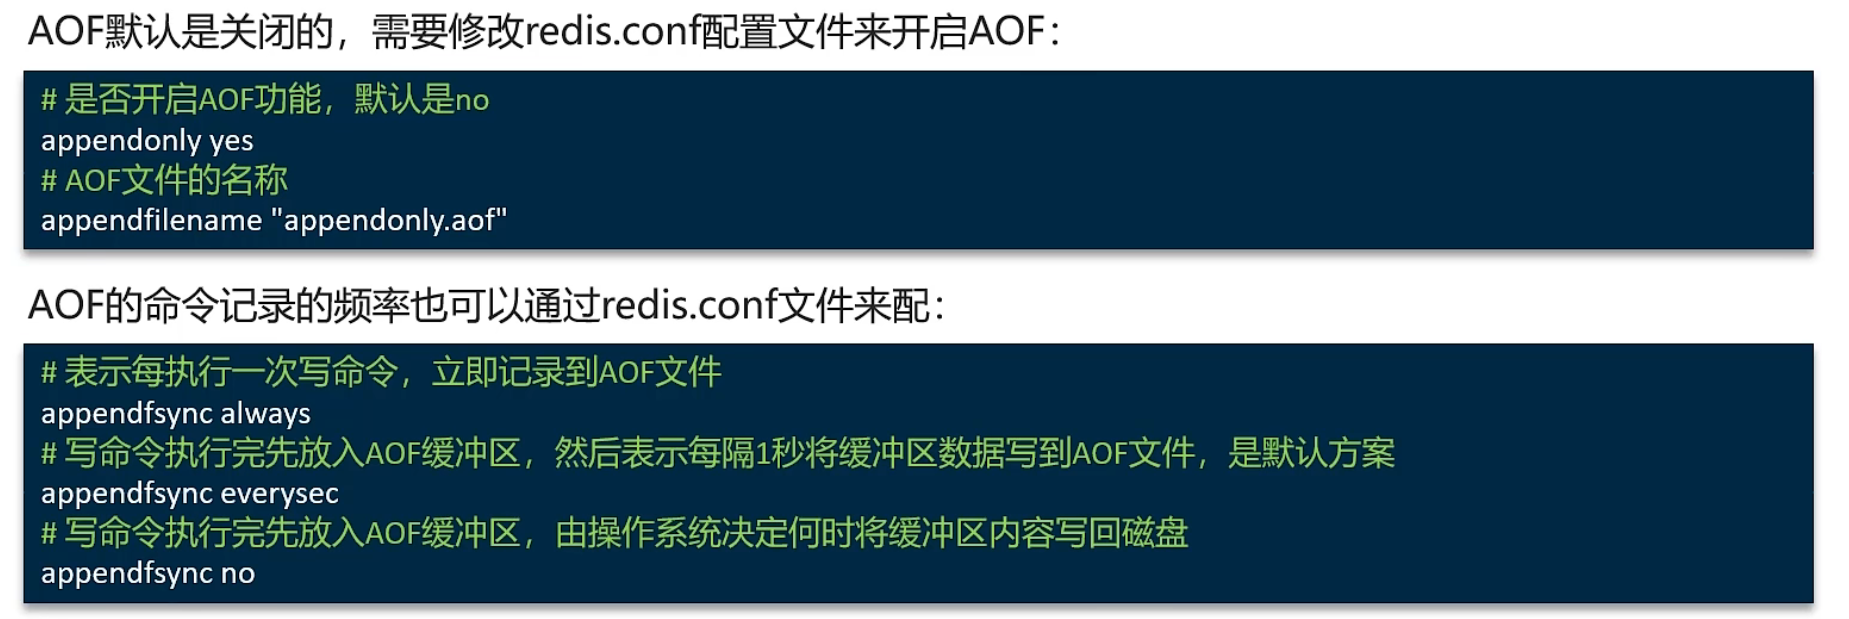 AOF默认是关闭的，需要修改redis.conf配置文件来开启AOF：
# 是否开启AOF功能，默认是no
appendonly yes
# AOF文件的名称
appendfilename "appendonly.aof"
AOF的命令记录的频率也可以通过redis.conf文件来配：
# 表示每执行一次写命令，立即记录到AOF文件
appendfsync always
# 写命令执行完先放入AOF缓冲区，然后表示每隔1秒将缓冲区数据写到AOF文件，是默认方案
appendfsync everysec
# 写命令执行完先放入AOF缓冲区，由操作系统决定何时将缓冲区内容写回磁盘
appendfsync no